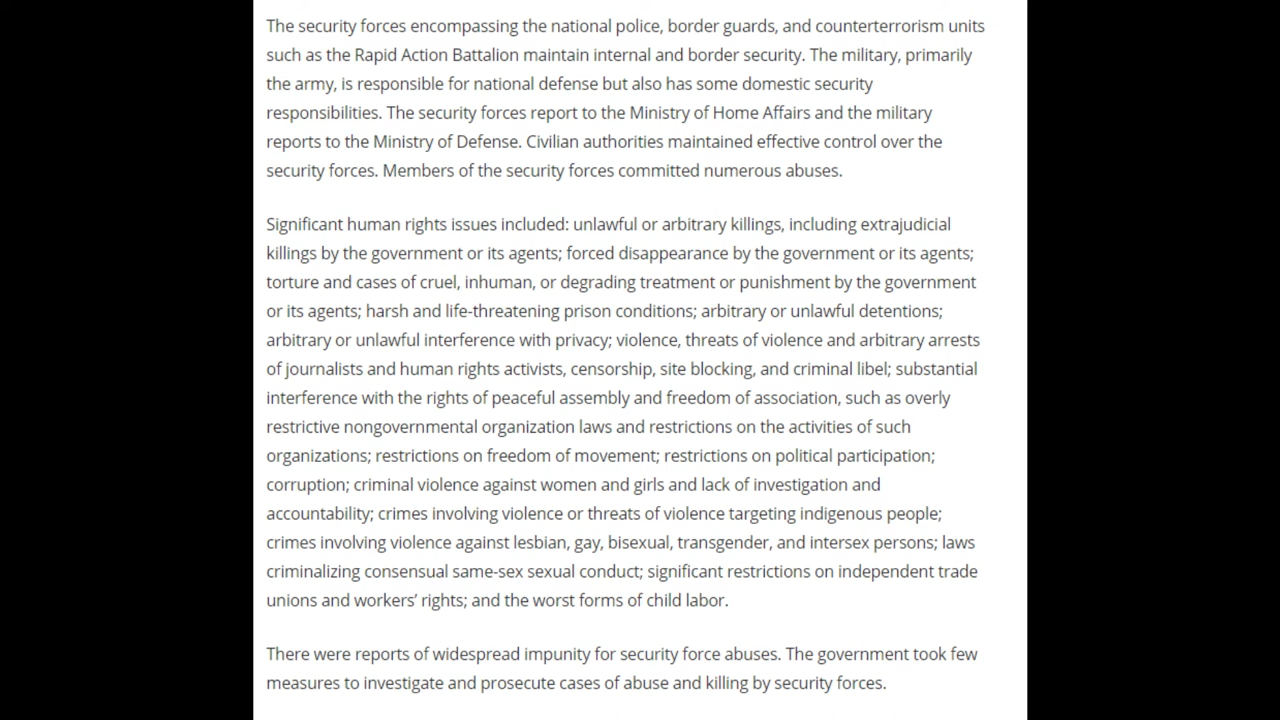 The security forces encompassing the national police, border guards, and counterterrorism units
such as the Rapid Action Battalion maintain internal and border security. The military, primarily
the army, is responsible for national defense but also has some domestic security
responsibilities. The security forces report to the Ministry of Home Affairs and the military
reports to the Ministry of Defense. Civilian authorities maintained effective control over the
security forces. Members of the security forces committed numerous abuses.
Significant human rights issues included: unlawful or arbitrary killings, including extrajudicial
killings by the government or its agents; forced disappearance by the government or its agents;
torture and cases of cruel, inhuman, or degrading treatment or punishment by the government
or its agents; harsh and life-threatening prison conditions; arbitrary or unlawful detentions;
arbitrary or unlawful interference with privacy; violence, threats of violence and arbitrary arrests
of journalists and human rights activists, censorship, site blocking, and criminal libel; substantial
interference with the rights of peaceful assembly and freedom of association, such as overly
restrictive nongovernmental organization laws and restrictions on the activities of such
organizations; restrictions on freedom of movement; restrictions on political participation;
corruption; criminal violence against women and girls and lack of investigation and
accountability; crimes involving violence or threats of violence targeting indigenous people;
crimes involving violence against lesbian, gay, bisexual, transgender, and intersex persons; laws
criminalizing consensual same-sex sexual conduct; significant restrictions on independent trade
unions and workers’ rights; and the worst forms of child labor.
There were reports of widespread impunity for security force abuses. The government took few
measures to investigate and prosecute cases of abuse and killing by security forces.